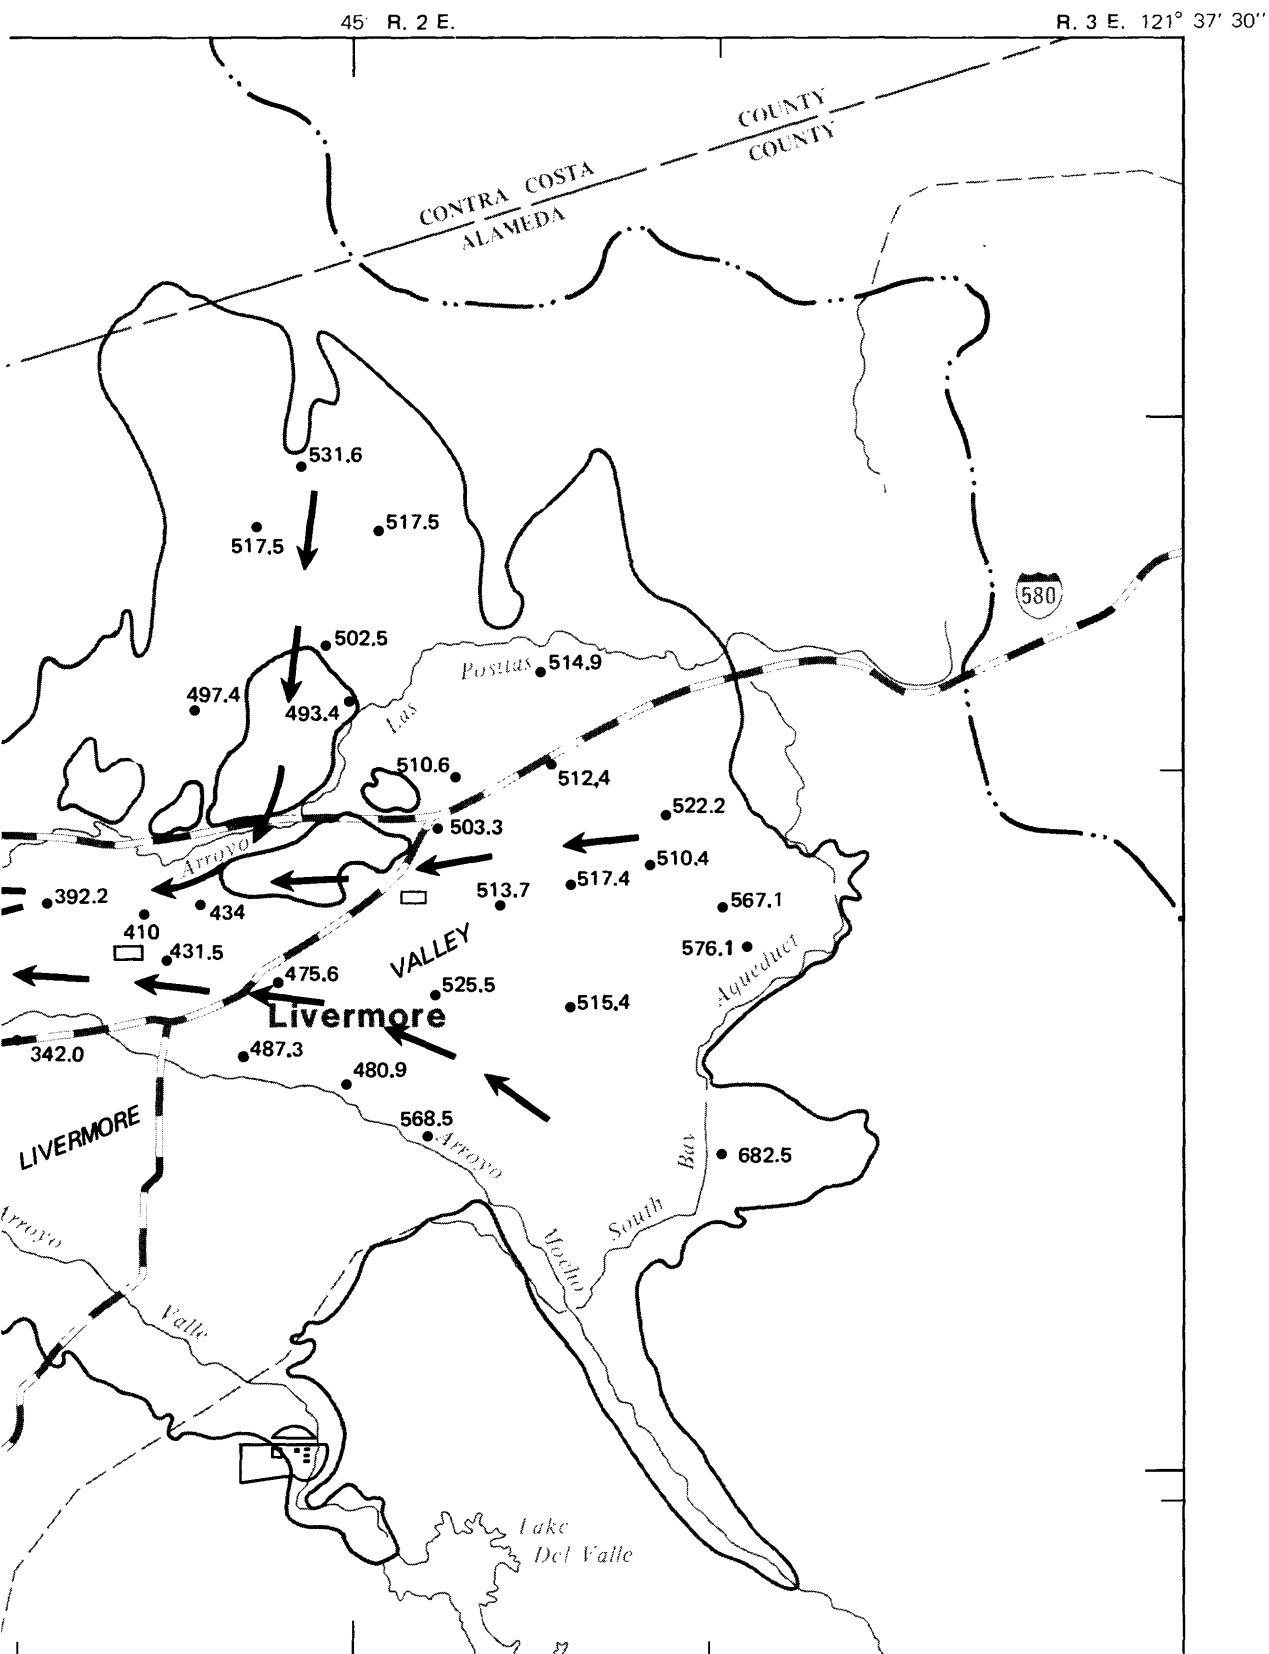 45' R. 2 E.
R. 3 E. 121° 37' 30"
COUNTY
COUNTY
CONTRA COSTA
ALAMEDA
531.6
517.5
517.5
580
502.5
Positas
514.9
497.4
493.4
Las
510.6
512.4
522.2
503.3
Arroyo
510.4
517.4
392.2
434
513.7
567.1
410
431.5
VALLEY
576.1
Aqueduct
475.6
525.5
515.4
Livermore
342.0
487.3
480.9
568.5
LIVERMORE
Arroyo
Bay
682.5
Arroyo
South
Mocho
Valle
Lake
Del Valle